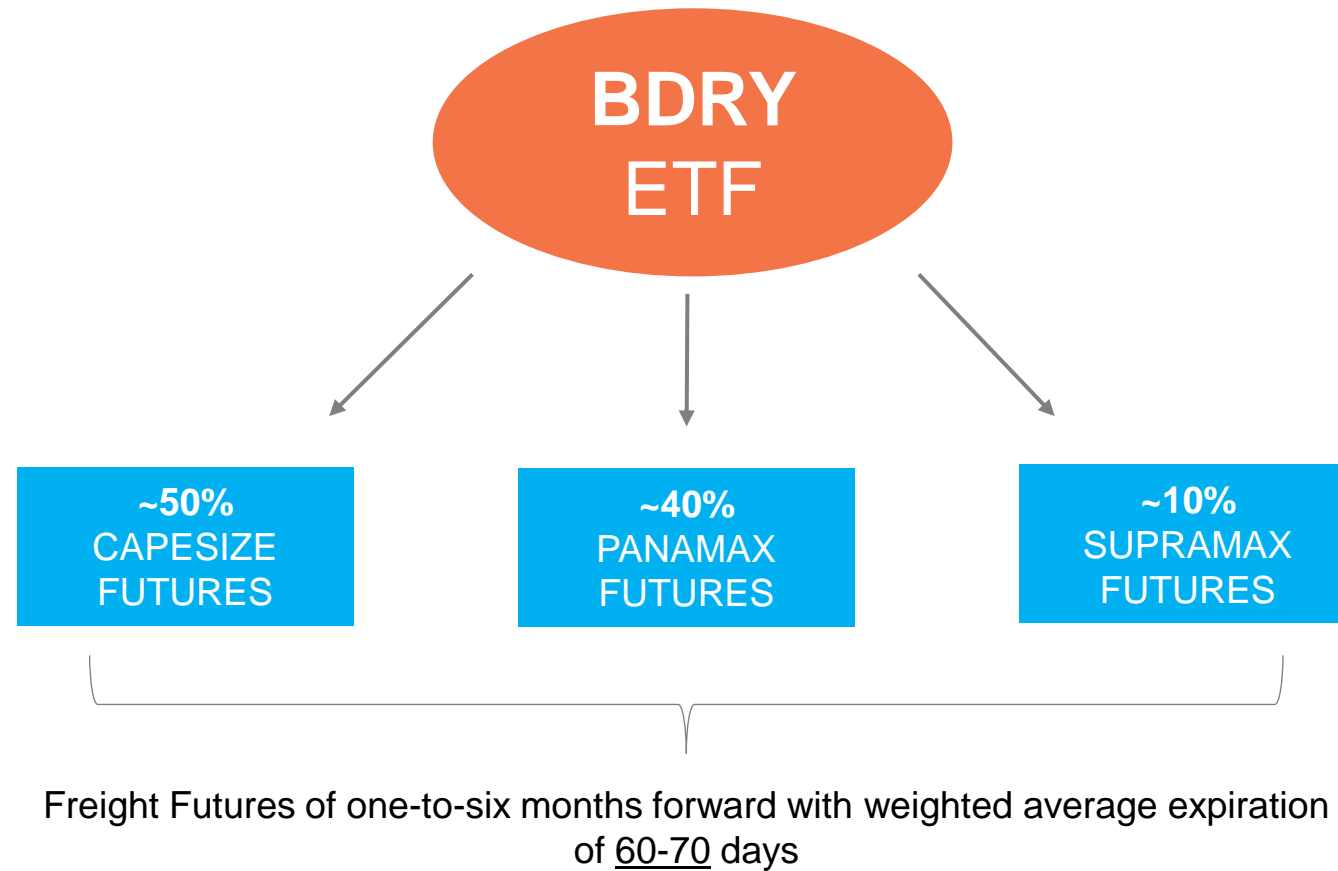 BDRY
ETF
~50%
CAPESIZE
FUTURES
~40%
PANAMAX
FUTURES
~10%
SUPRAMAX
FUTURES
Freight Futures of one-to-six months forward with weighted average expiration
of 60-70 days